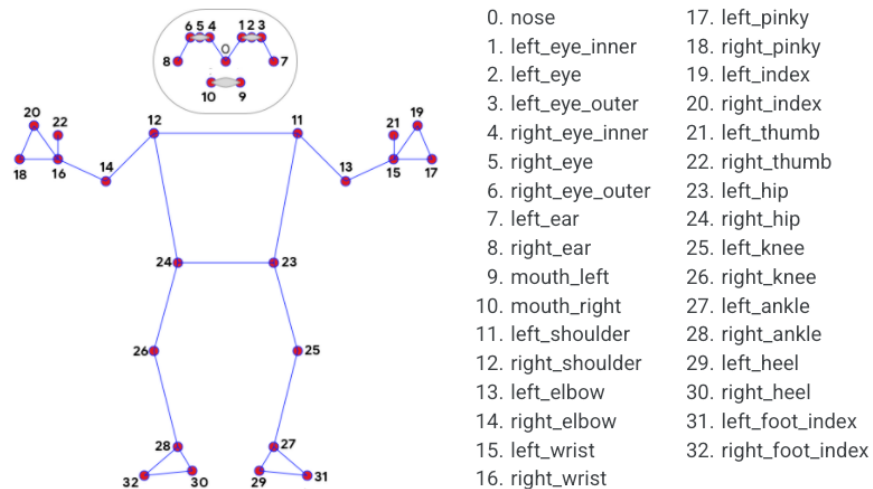 6 5 4 1 2 3
0
8 7
10 9
20 22 12 11 21 19
14 13
18 16 15 17
24 23
26 25
28 27
32 30 29 31
0. nose
1. left_eye_inner
2. left_eye
3. left_eye_outer
4. right_eye_inner
5. right_eye
6. right_eye_outer
7. left_ear
8. right_ear
9. mouth_left
10. mouth_right
11. left_shoulder
12. right_shoulder
13. left_elbow
14. right_elbow
15. left_wrist
16. right_wrist
17. left_pinky
18. right_pinky
19. left_index
20. right_index
21. left_thumb
22. right_thumb
23. left_hip
24. right_hip
25. left_knee
26. right_knee
27. left_ankle
28. right_ankle
29. left_heel
30. right_heel
31. left_foot_index
32. right_foot_index